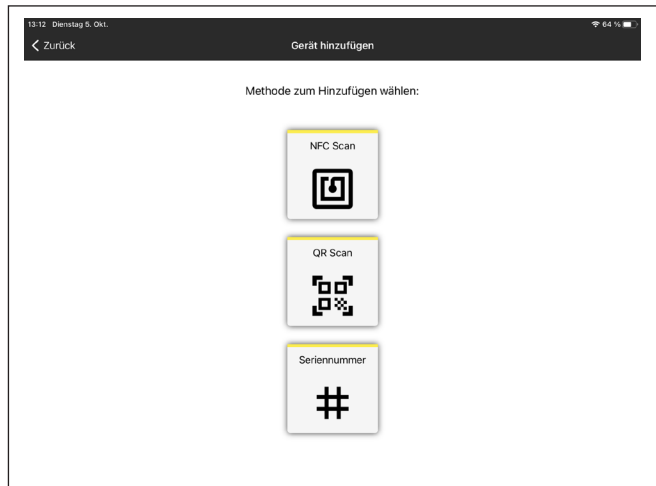 13:12 Dienstag 5. Okt. 64 %
Zurück Gerät hinzufügen
Methode zum Hinzufügen wählen:
NFC Scan
QR Scan
Seriennummer